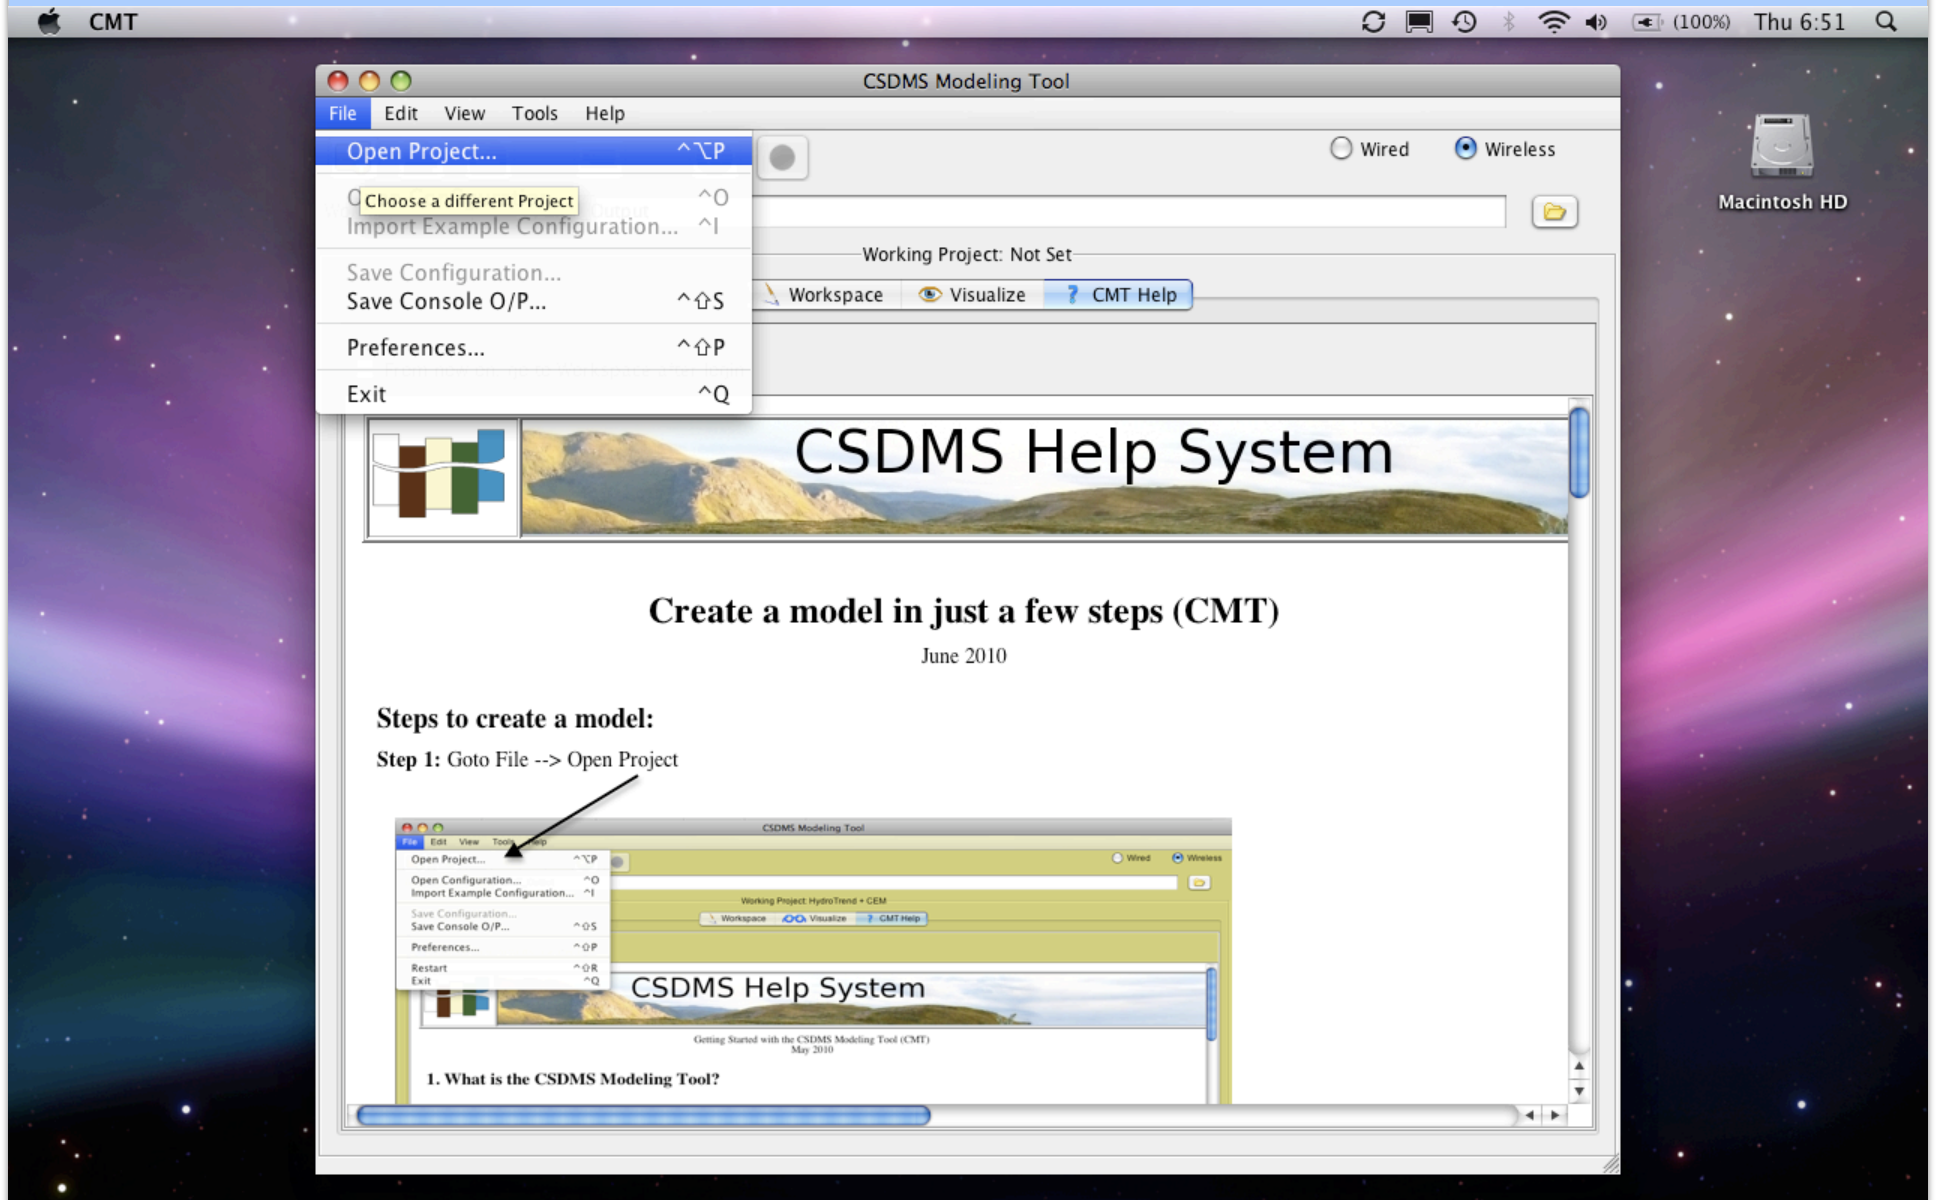 CMT
(100%) Thu 6:51
CSDMS Modeling Tool
File Edit View Tools Help
Open Project... ^⌥P
Choose a different Project
^O
Import Example Configuration... ^I
Save Configuration...
Save Console O/P... ^⇧S
Preferences... ^⇧P
Exit ^Q
Wired Wireless
Macintosh HD
Working Project: Not Set
Workspace Visualize ? CMT Help
CSDMS Help System
Create a model in just a few steps (CMT)
June 2010
Steps to create a model:
Step 1: Goto File --> Open Project
CSDMS Modeling Tool
File Edit View Tools Help
Open Project... ^⌥P
Open Configuration... ^O
Import Example Configuration... ^I
Save Configuration...
Save Console O/P... ^⇧S
Preferences... ^⇧P
Restart ^⇧R
Exit ^Q
Wired Wireless
Working Project: HydroTrend + CEM
Workspace Visualize ? CMT Help
CSDMS Help System
Getting Started with the CSDMS Modeling Tool (CMT)
May 2010
1. What is the CSDMS Modeling Tool?